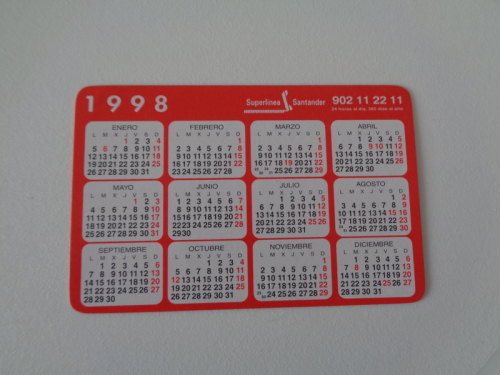 1998
Superlinea Santander 902 11 22 11
24 horas al día, 365 días al año
ENERO
L M X J V S D
1 2 3 4
5 6 7 8 9 10 11
12 13 14 15 16 17 18
19 20 21 22 23 24 25
26 27 28 29 30 31
FEBRERO
L M X J V S D
1
2 3 4 5 6 7 8
9 10 11 12 13 14 15
16 17 18 19 20 21 22
23 24 25 26 27 28
MARZO
L M X J V S D
1
2 3 4 5 6 7 8
9 10 11 12 13 14 15
16 17 18 19 20 21 22
23/30 24/31 25 26 27 28 29
ABRIL
L M X J V S D
1 2 3 4 5
6 7 8 9 10 11 12
13 14 15 16 17 18 19
20 21 22 23 24 25 26
27 28 29 30
MAYO
L M X J V S D
1 2 3
4 5 6 7 8 9 10
11 12 13 14 15 16 17
18 19 20 21 22 23 24
25 26 27 28 29 30 31
JUNIO
L M X J V S D
1 2 3 4 5 6 7
8 9 10 11 12 13 14
15 16 17 18 19 20 21
22 23 24 25 26 27 28
29 30
JULIO
L M X J V S D
1 2 3 4 5
6 7 8 9 10 11 12
13 14 15 16 17 18 19
20 21 22 23 24 25 26
27 28 29 30 31
AGOSTO
L M X J V S D
1 2
3 4 5 6 7 8 9
10 11 12 13 14 15 16
17 18 19 20 21 22 23
24/31 25 26 27 28 29 30
SEPTIEMBRE
L M X J V S D
1 2 3 4 5 6
7 8 9 10 11 12 13
14 15 16 17 18 19 20
21 22 23 24 25 26 27
28 29 30
OCTUBRE
L M X J V S D
1 2 3 4
5 6 7 8 9 10 11
12 13 14 15 16 17 18
19 20 21 22 23 24 25
26 27 28 29 30 31
NOVIEMBRE
L M X J V S D
1
2 3 4 5 6 7 8
9 10 11 12 13 14 15
16 17 18 19 20 21 22
23/30 24 25 26 27 28 29
DICIEMBRE
L M X J V S D
1 2 3 4 5 6
7 8 9 10 11 12 13
14 15 16 17 18 19 20
21 22 23 24 25 26 27
28 29 30 31